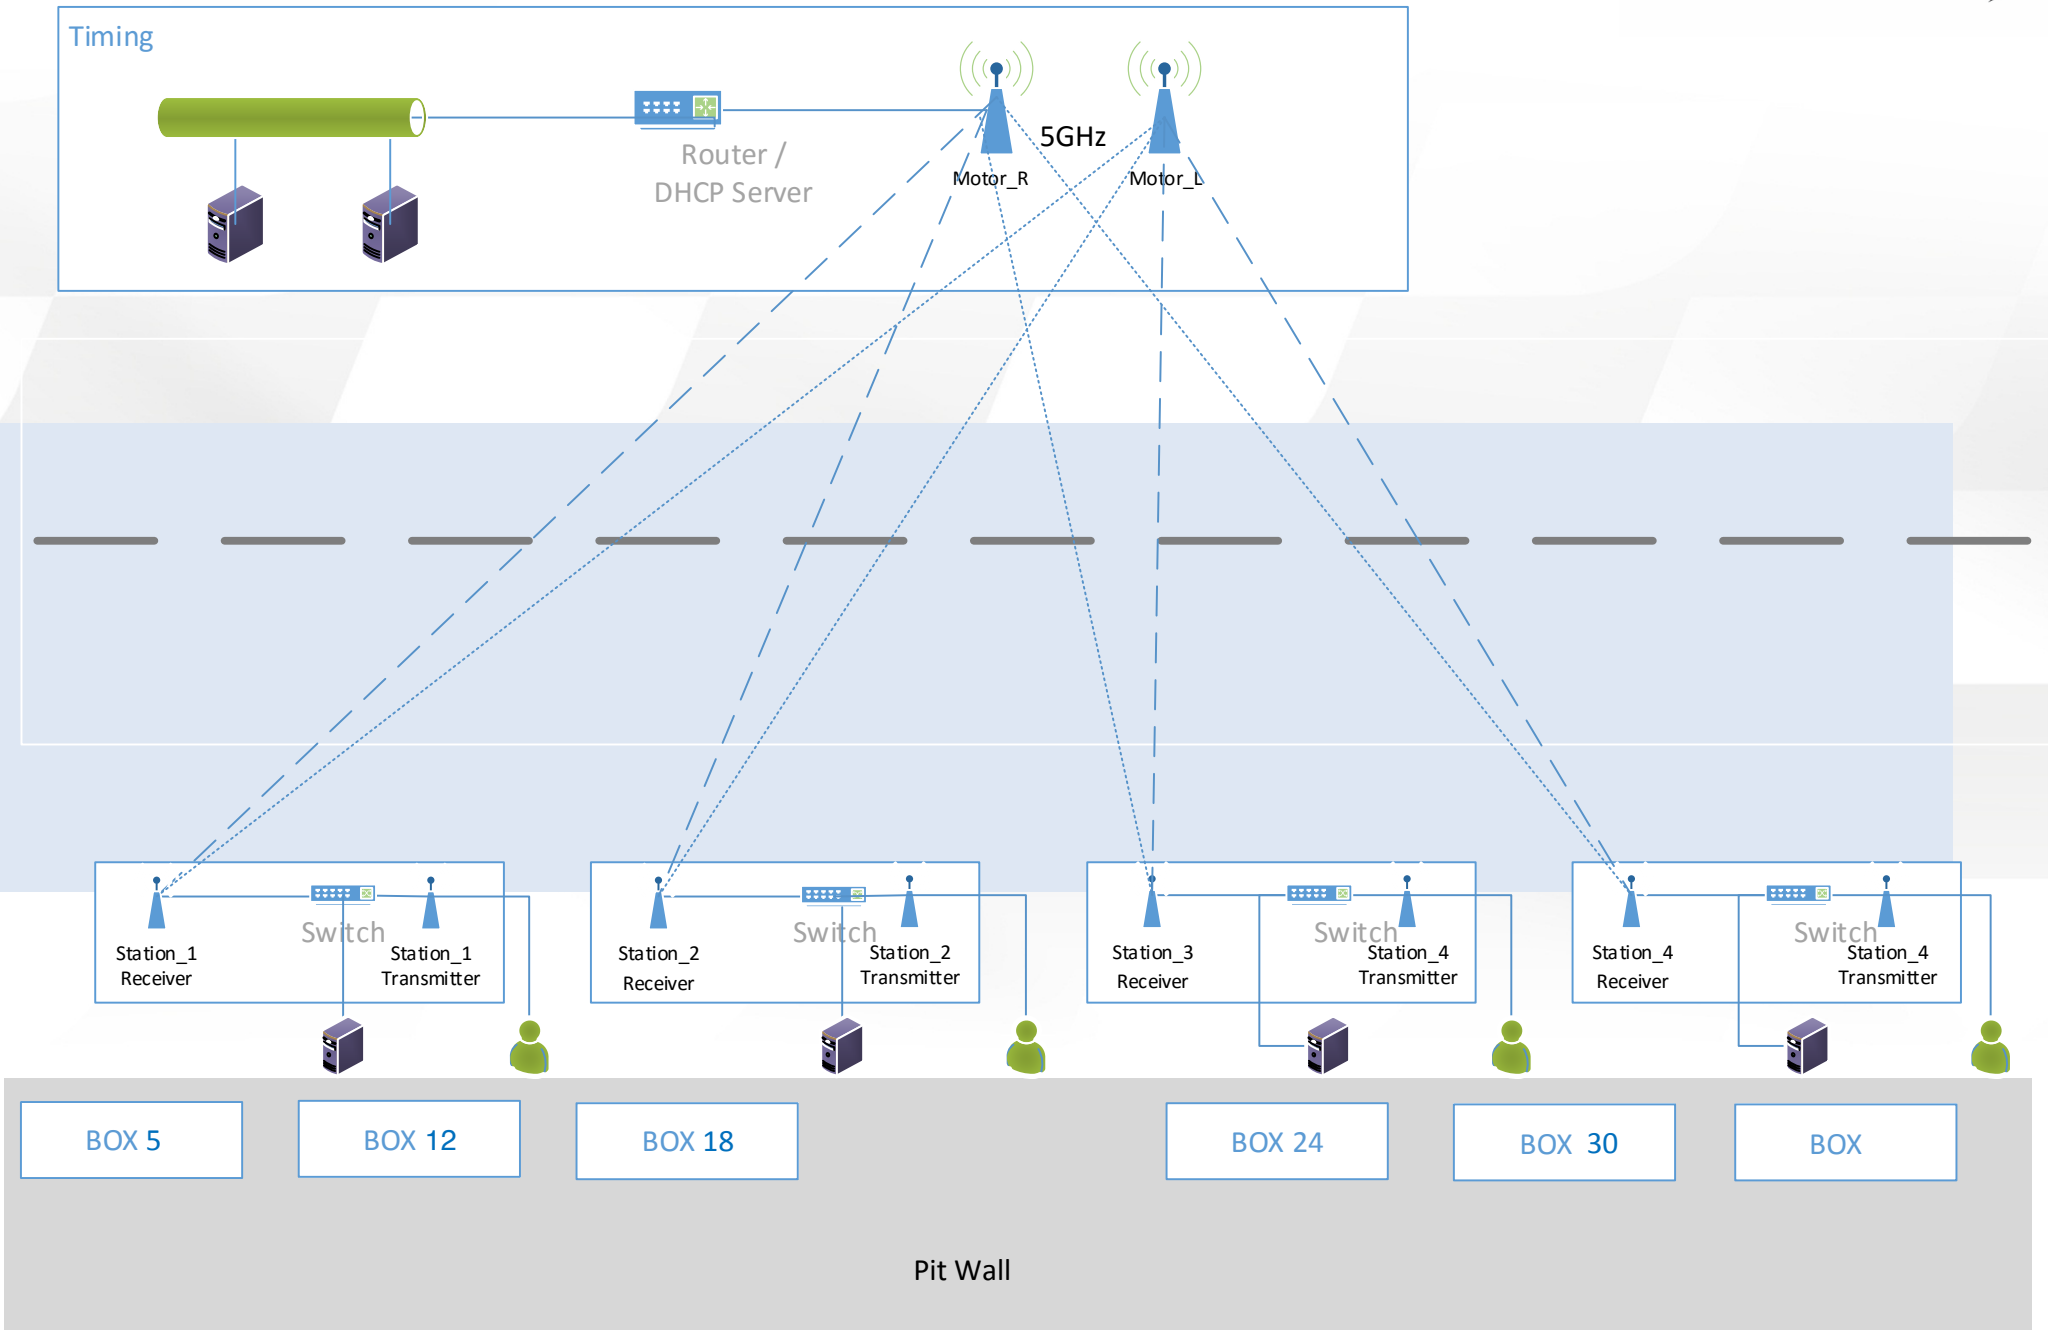 Timing
5GHz
Router /
DHCP Server
Motor_R
Motor_L
Switch
Station_1
Receiver
Station_1
Transmitter
Switch
Station_2
Receiver
Station_2
Transmitter
Switch
Station_3
Receiver
Station_4
Transmitter
Switch
Station_4
Receiver
Station_4
Transmitter
BOX 5
BOX 12
BOX 18
BOX 24
BOX 30
BOX
Pit Wall